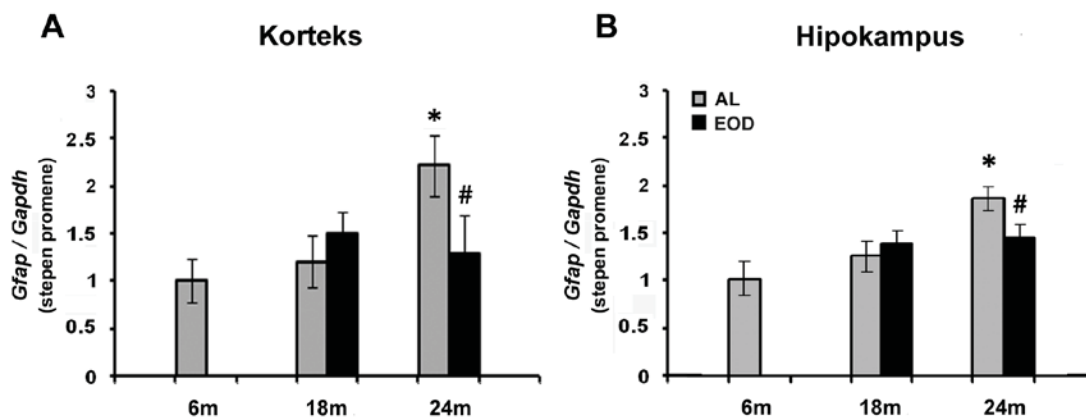 A
Korteks
Gfap / Gapdh
(stepen promene)
3
2.5
2
1.5
1
0.5
0
*
#
6m
18m
24m
B
Hipokampus
Gfap / Gapdh
(stepen promene)
3
2.5
2
1.5
1
0.5
0
AL
EOD
*
#
6m
18m
24m